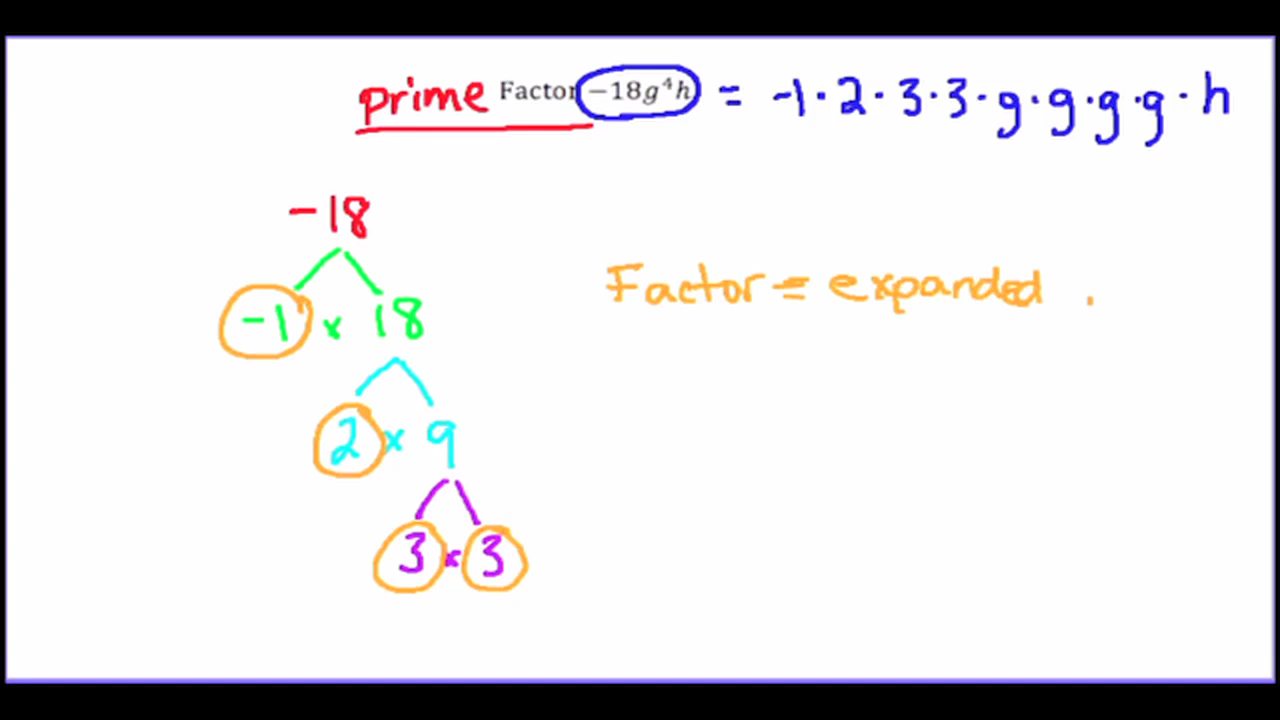 prime Factor −18g⁴h = -1 · 2 · 3 · 3 · g · g · g · g · h
-18
-1 x 18
Factor = expanded .
2 x 9
3 x 3